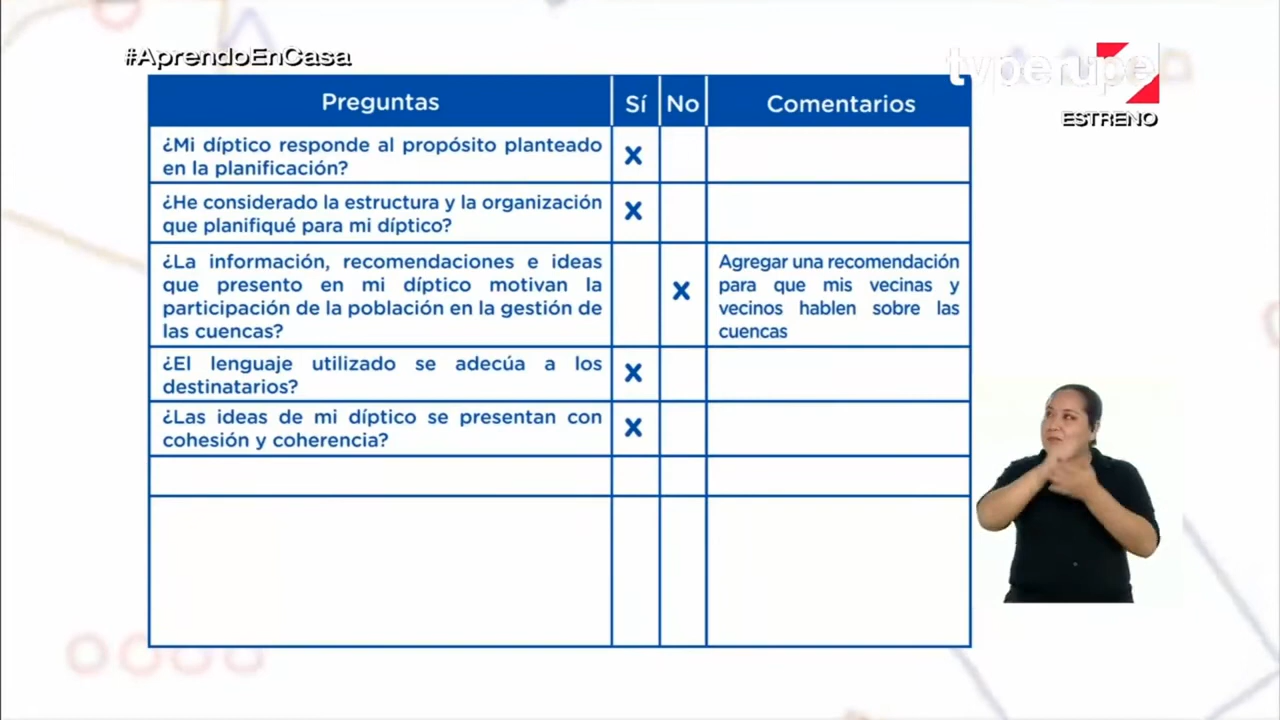 #AprendoEnCasa
tvperu.pe
ESTRENO
Preguntas Sí No Comentarios
¿Mi díptico responde al propósito planteado
en la planificación?
X
¿He considerado la estructura y la organización
que planifiqué para mi díptico?
X
¿La información, recomendaciones e ideas
que presento en mi díptico motivan la
participación de la población en la gestión de
las cuencas?
X
Agregar una recomendación
para que mis vecinas y
vecinos hablen sobre las
cuencas
¿El lenguaje utilizado se adecúa a los
destinatarios?
X
¿Las ideas de mi díptico se presentan con
cohesión y coherencia?
X